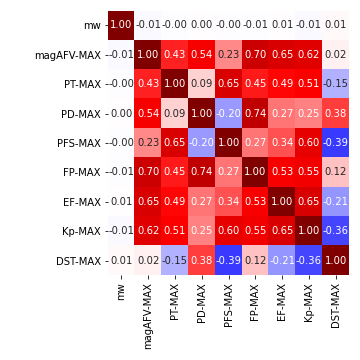 mw 1.00 -0.01 -0.00 0.00 -0.00 -0.01 0.01 -0.01 0.01
magAFV-MAX -0.01 1.00 0.43 0.54 0.23 0.70 0.65 0.62 0.02
PT-MAX -0.00 0.43 1.00 0.09 0.65 0.45 0.49 0.51 -0.15
PD-MAX 0.00 0.54 0.09 1.00 -0.20 0.74 0.27 0.25 0.38
PFS-MAX -0.00 0.23 0.65 -0.20 1.00 0.27 0.34 0.60 -0.39
FP-MAX -0.01 0.70 0.45 0.74 0.27 1.00 0.53 0.55 0.12
EF-MAX 0.01 0.65 0.49 0.27 0.34 0.53 1.00 0.65 -0.21
Kp-MAX -0.01 0.62 0.51 0.25 0.60 0.55 0.65 1.00 -0.36
DST-MAX 0.01 0.02 -0.15 0.38 -0.39 0.12 -0.21 -0.36 1.00
mw magAFV-MAX PT-MAX PD-MAX PFS-MAX FP-MAX EF-MAX Kp-MAX DST-MAX